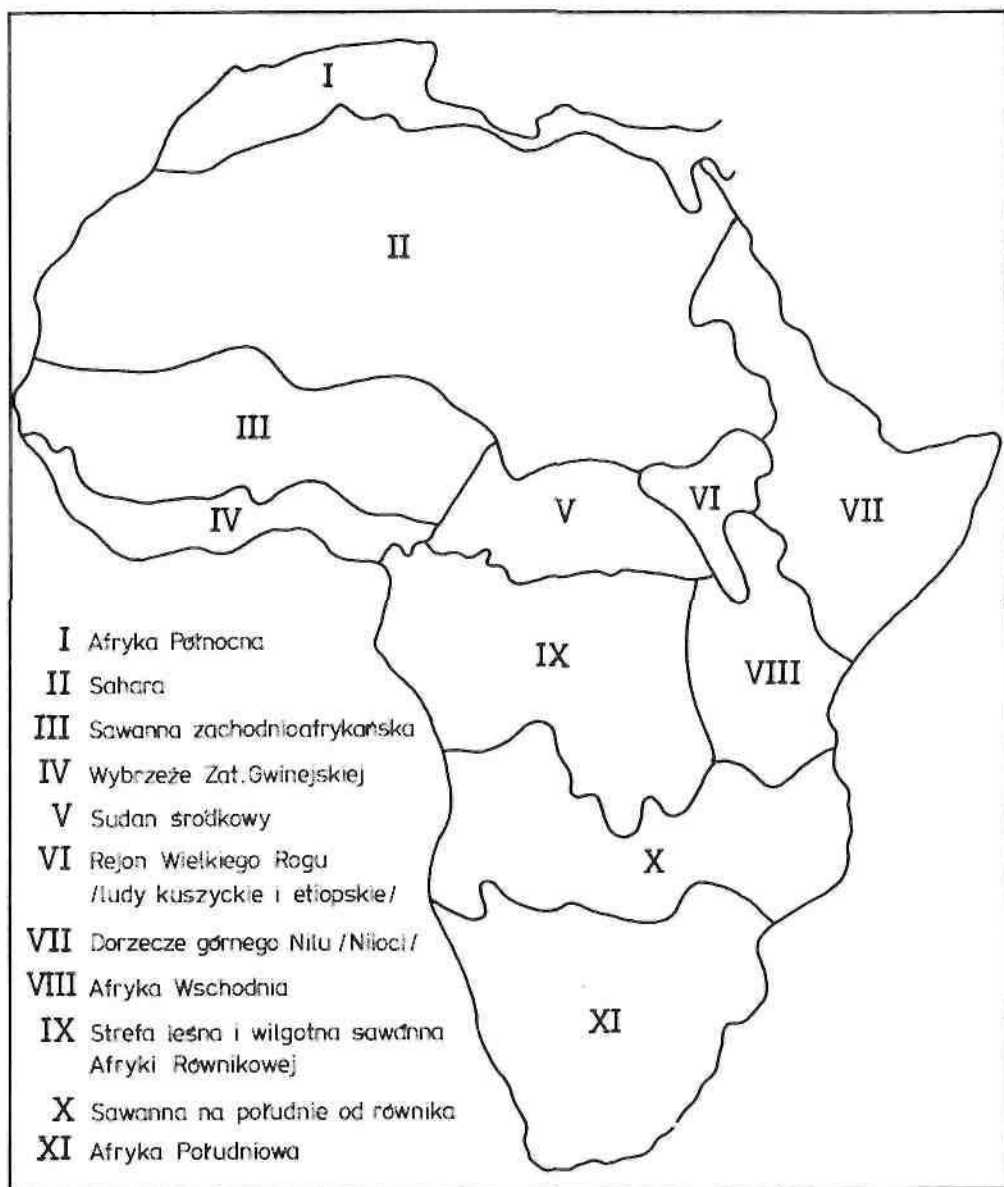 I
II
III
IV
V
VI
VII
VIII
IX
X
XI
I Afryka Północna
II Sahara
III Sawanna zachodnioafrykańska
IV Wybrzeże Zat.Gwinejskiej
V Sudan środkowy
VI Rejon Wielkiego Rogu
/ludy kuszyckie i etiopskie/
VII Dorzecze górnego Nilu /Niloci/
VIII Afryka Wschodnia
IX Strefa leśna i wilgotna sawanna
Afryki Równikowej
X Sawanna na południe od równika
XI Afryka Południowa